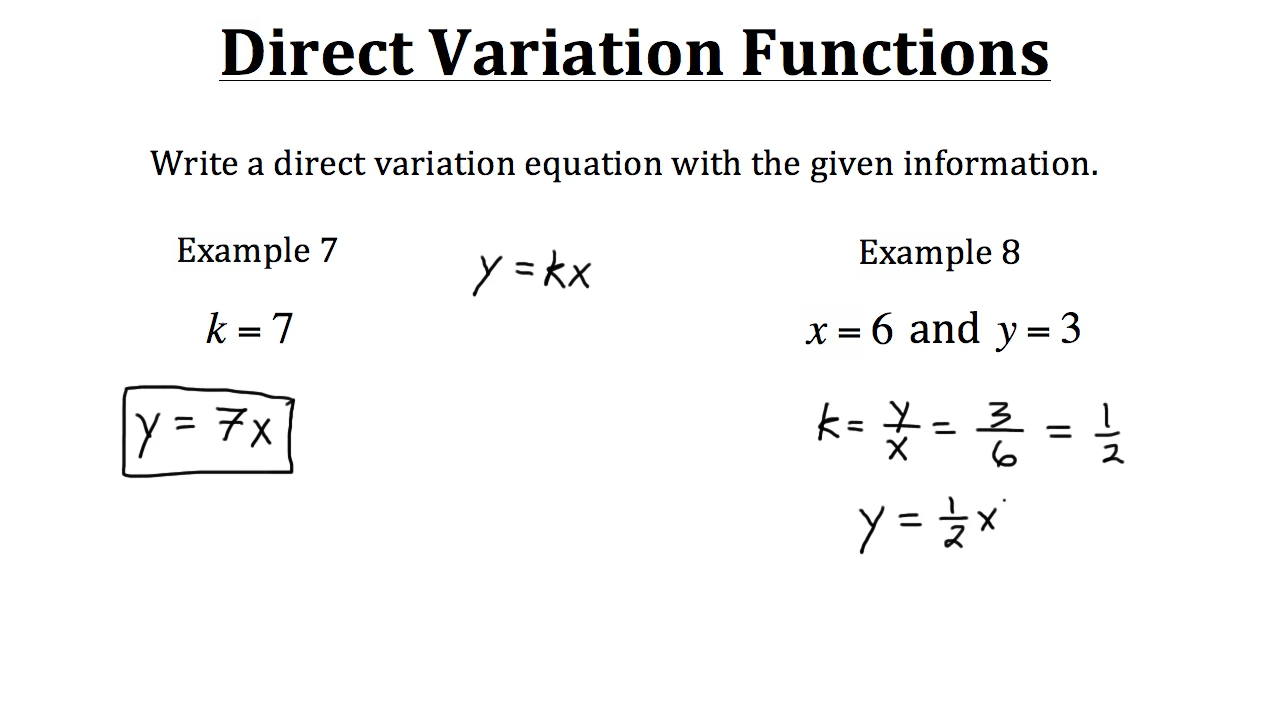 Direct Variation Functions
Write a direct variation equation with the given information.
Example 7
k = 7
y = 7x
y = kx
Example 8
x = 6 and y = 3
k = y/x = 3/6 = 1/2
y = 1/2 x